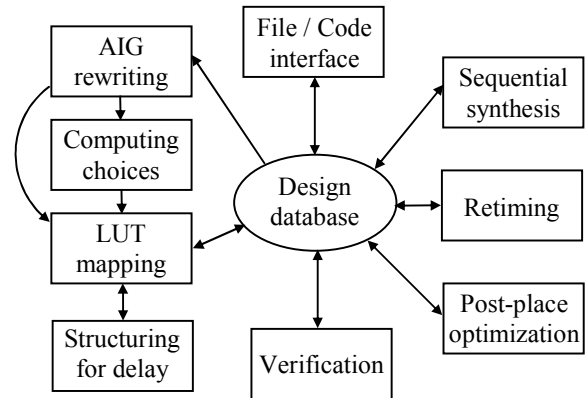 AIG
rewriting
File / Code
interface
Sequential
synthesis
Computing
choices
Design
database
Retiming
LUT
mapping
Post-place
optimization
Structuring
for delay
Verification